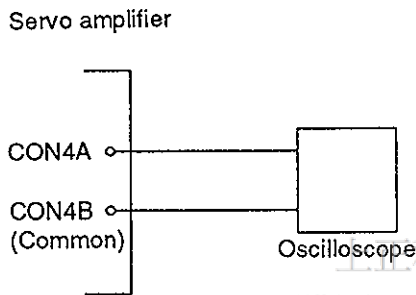 Servo amplifier
CON4A
CON4B
(Common)
Oscilloscope